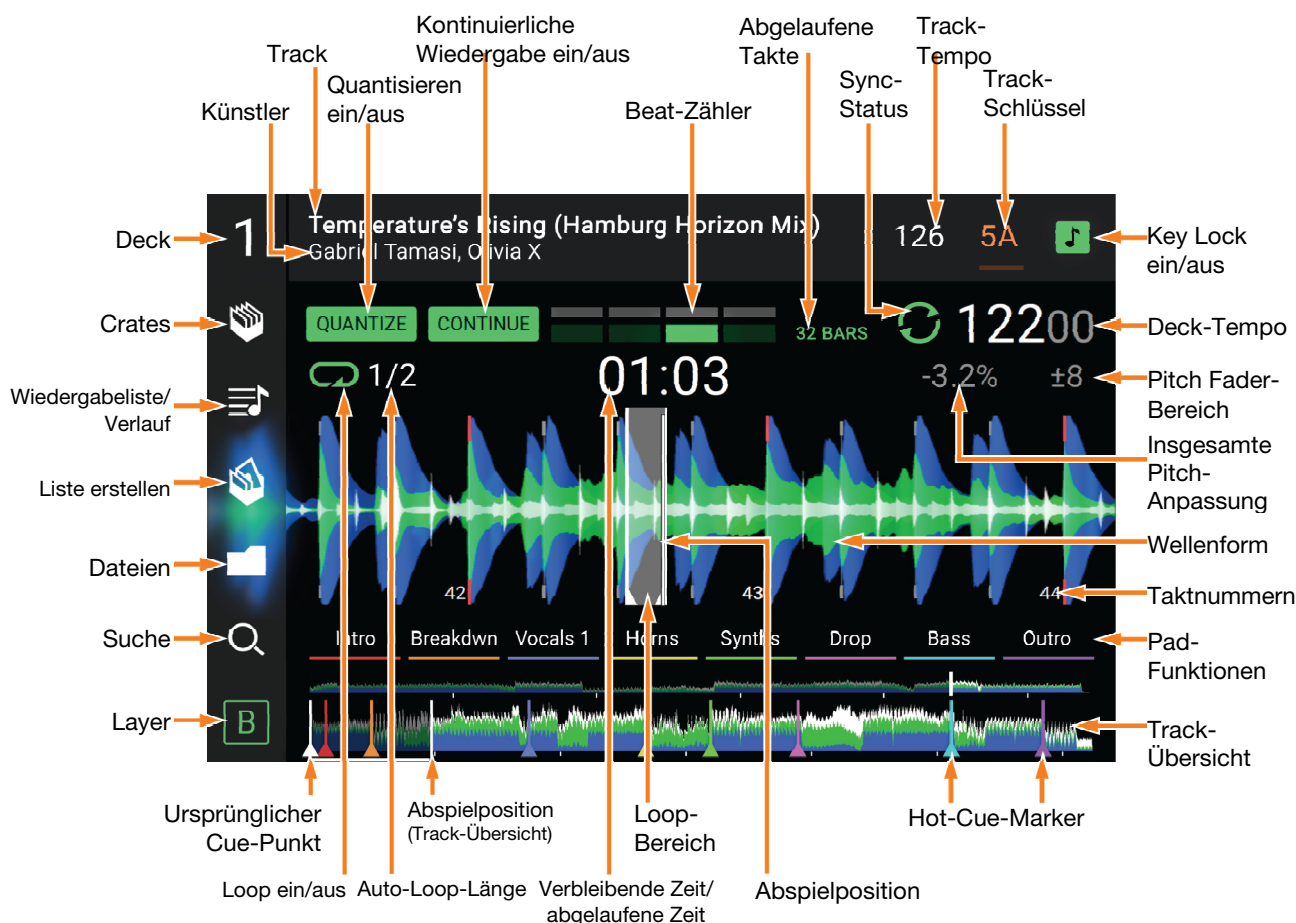 Kontinuierliche
Wiedergabe ein/aus
Abgelaufene
Takte
Track-
Tempo
Track
Quantisieren
ein/aus
Sync-
Status
Track-
Schlüssel
Künstler
Beat-Zähler
Deck
1
Temperature's Rising (Hamburg Horizon Mix)
Gabriel Tamasi, Olivia X
126
5A
Key Lock
ein/aus
Crates
QUANTIZE
CONTINUE
32 BARS
12200
Deck-Tempo
1/2
01:03
-3.2%
±8
Pitch Fader-
Bereich
Wiedergabeliste/
Verlauf
Insgesamte
Pitch-
Anpassung
Liste erstellen
Wellenform
Dateien
42
43
44
Taktnummern
Suche
Intro
Breakdwn
Vocals 1
Horns
Synths
Drop
Bass
Outro
Pad-
Funktionen
Layer
B
Track-
Übersicht
Ursprünglicher
Cue-Punkt
Abspielposition
(Track-Übersicht)
Loop-
Bereich
Hot-Cue-Marker
Loop ein/aus
Auto-Loop-Länge
Verbleibende Zeit/
abgelaufene Zeit
Abspielposition